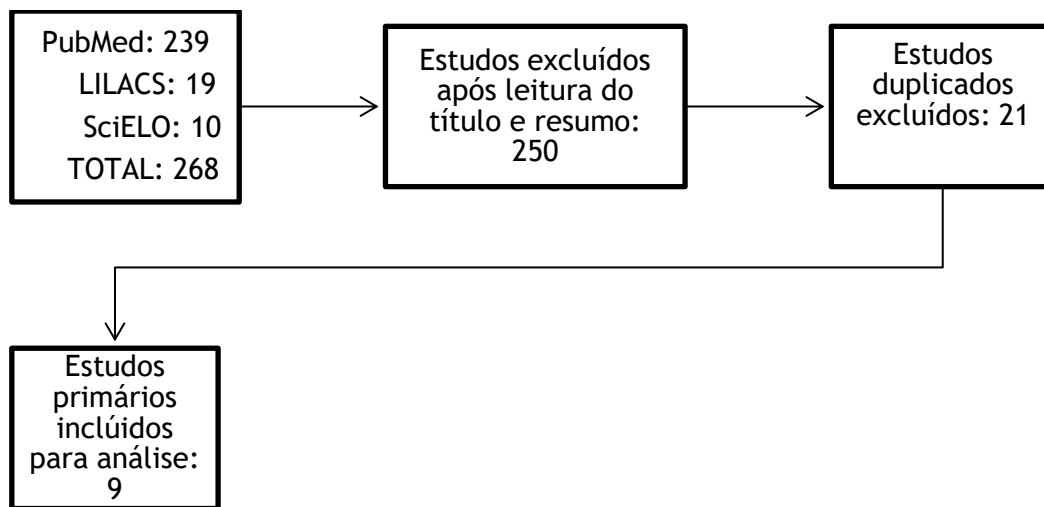 PubMed: 239
LILACS: 19
SciELO: 10
TOTAL: 268
Estudos excluídos
após leitura do
título e resumo:
250
Estudos
duplicados
excluídos: 21
Estudos
primários
inclúidos
para análise:
9